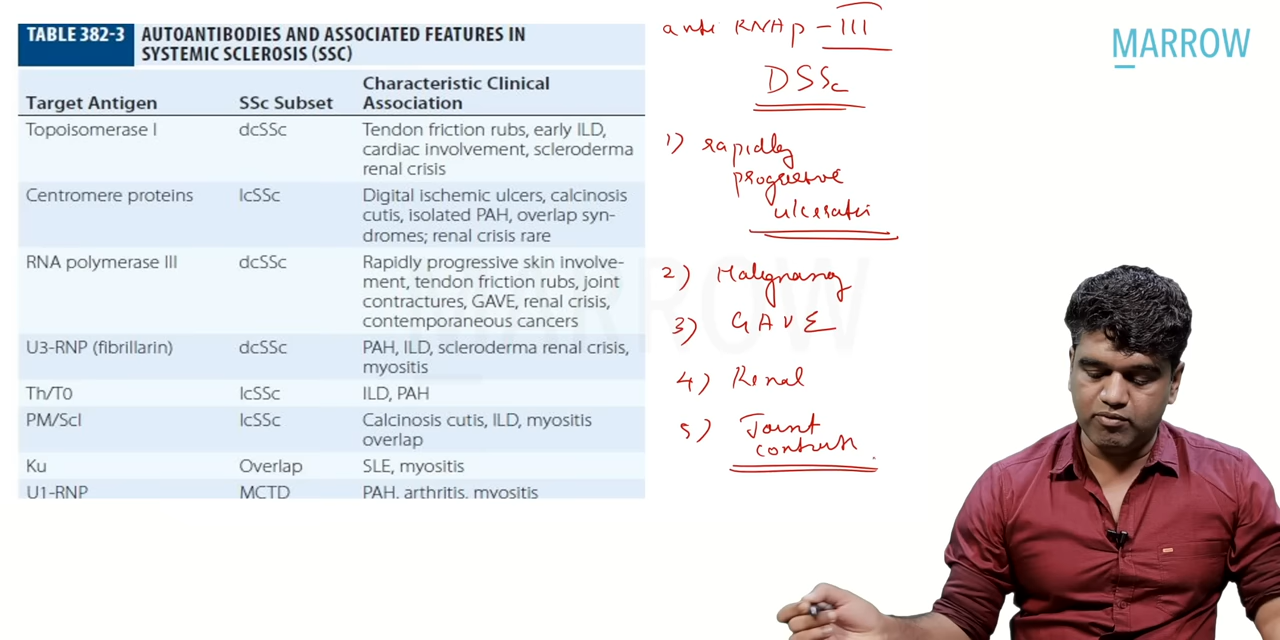 TABLE 382-3
AUTOANTIBODIES AND ASSOCIATED FEATURES IN
SYSTEMIC SCLEROSIS (SSC)
Target Antigen SSc Subset Characteristic Clinical
Association
Topoisomerase I dcSSc Tendon friction rubs, early ILD,
cardiac involvement, scleroderma
renal crisis
Centromere proteins lcSSc Digital ischemic ulcers, calcinosis
cutis, isolated PAH, overlap syn-
dromes; renal crisis rare
RNA polymerase III dcSSc Rapidly progressive skin involve-
ment, tendon friction rubs, joint
contractures, GAVE, renal crisis,
contemporaneous cancers
U3-RNP (fibrillarin) dcSSc PAH, ILD, scleroderma renal crisis,
myositis
Th/T0 lcSSc ILD, PAH
PM/Scl lcSSc Calcinosis cutis, ILD, myositis
overlap
Ku Overlap SLE, myositis
U1-RNP MCTD PAH, arthritis, myositis
anti RNAp - III
DSSc
1) rapidly
progressive
2) Malignancy
3) GAVE
4) Renal
5) Joint
MARROW
MARROW